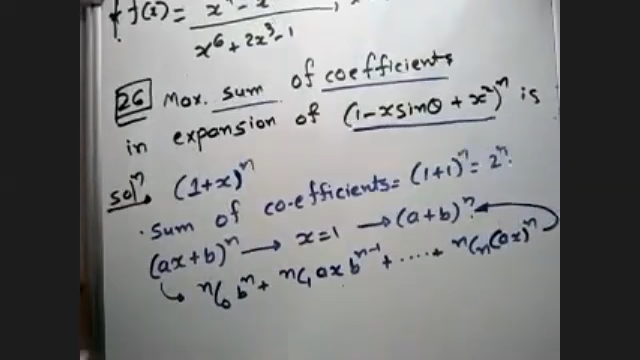 f(x) =
x⁶ + 2x³ - 1
26 Max. sum of coefficients
in expansion of (1 - x sinθ + x²)ⁿ is
solⁿ. (1+x)ⁿ
· Sum of co-efficients = (1+1)ⁿ = 2ⁿ.
(ax+b)ⁿ → x=1 → (a+b)ⁿ.
↳ ⁿC₀ bⁿ + ⁿC₁ ax bⁿ⁻¹ + ..... + ⁿCₙ (ax)ⁿ